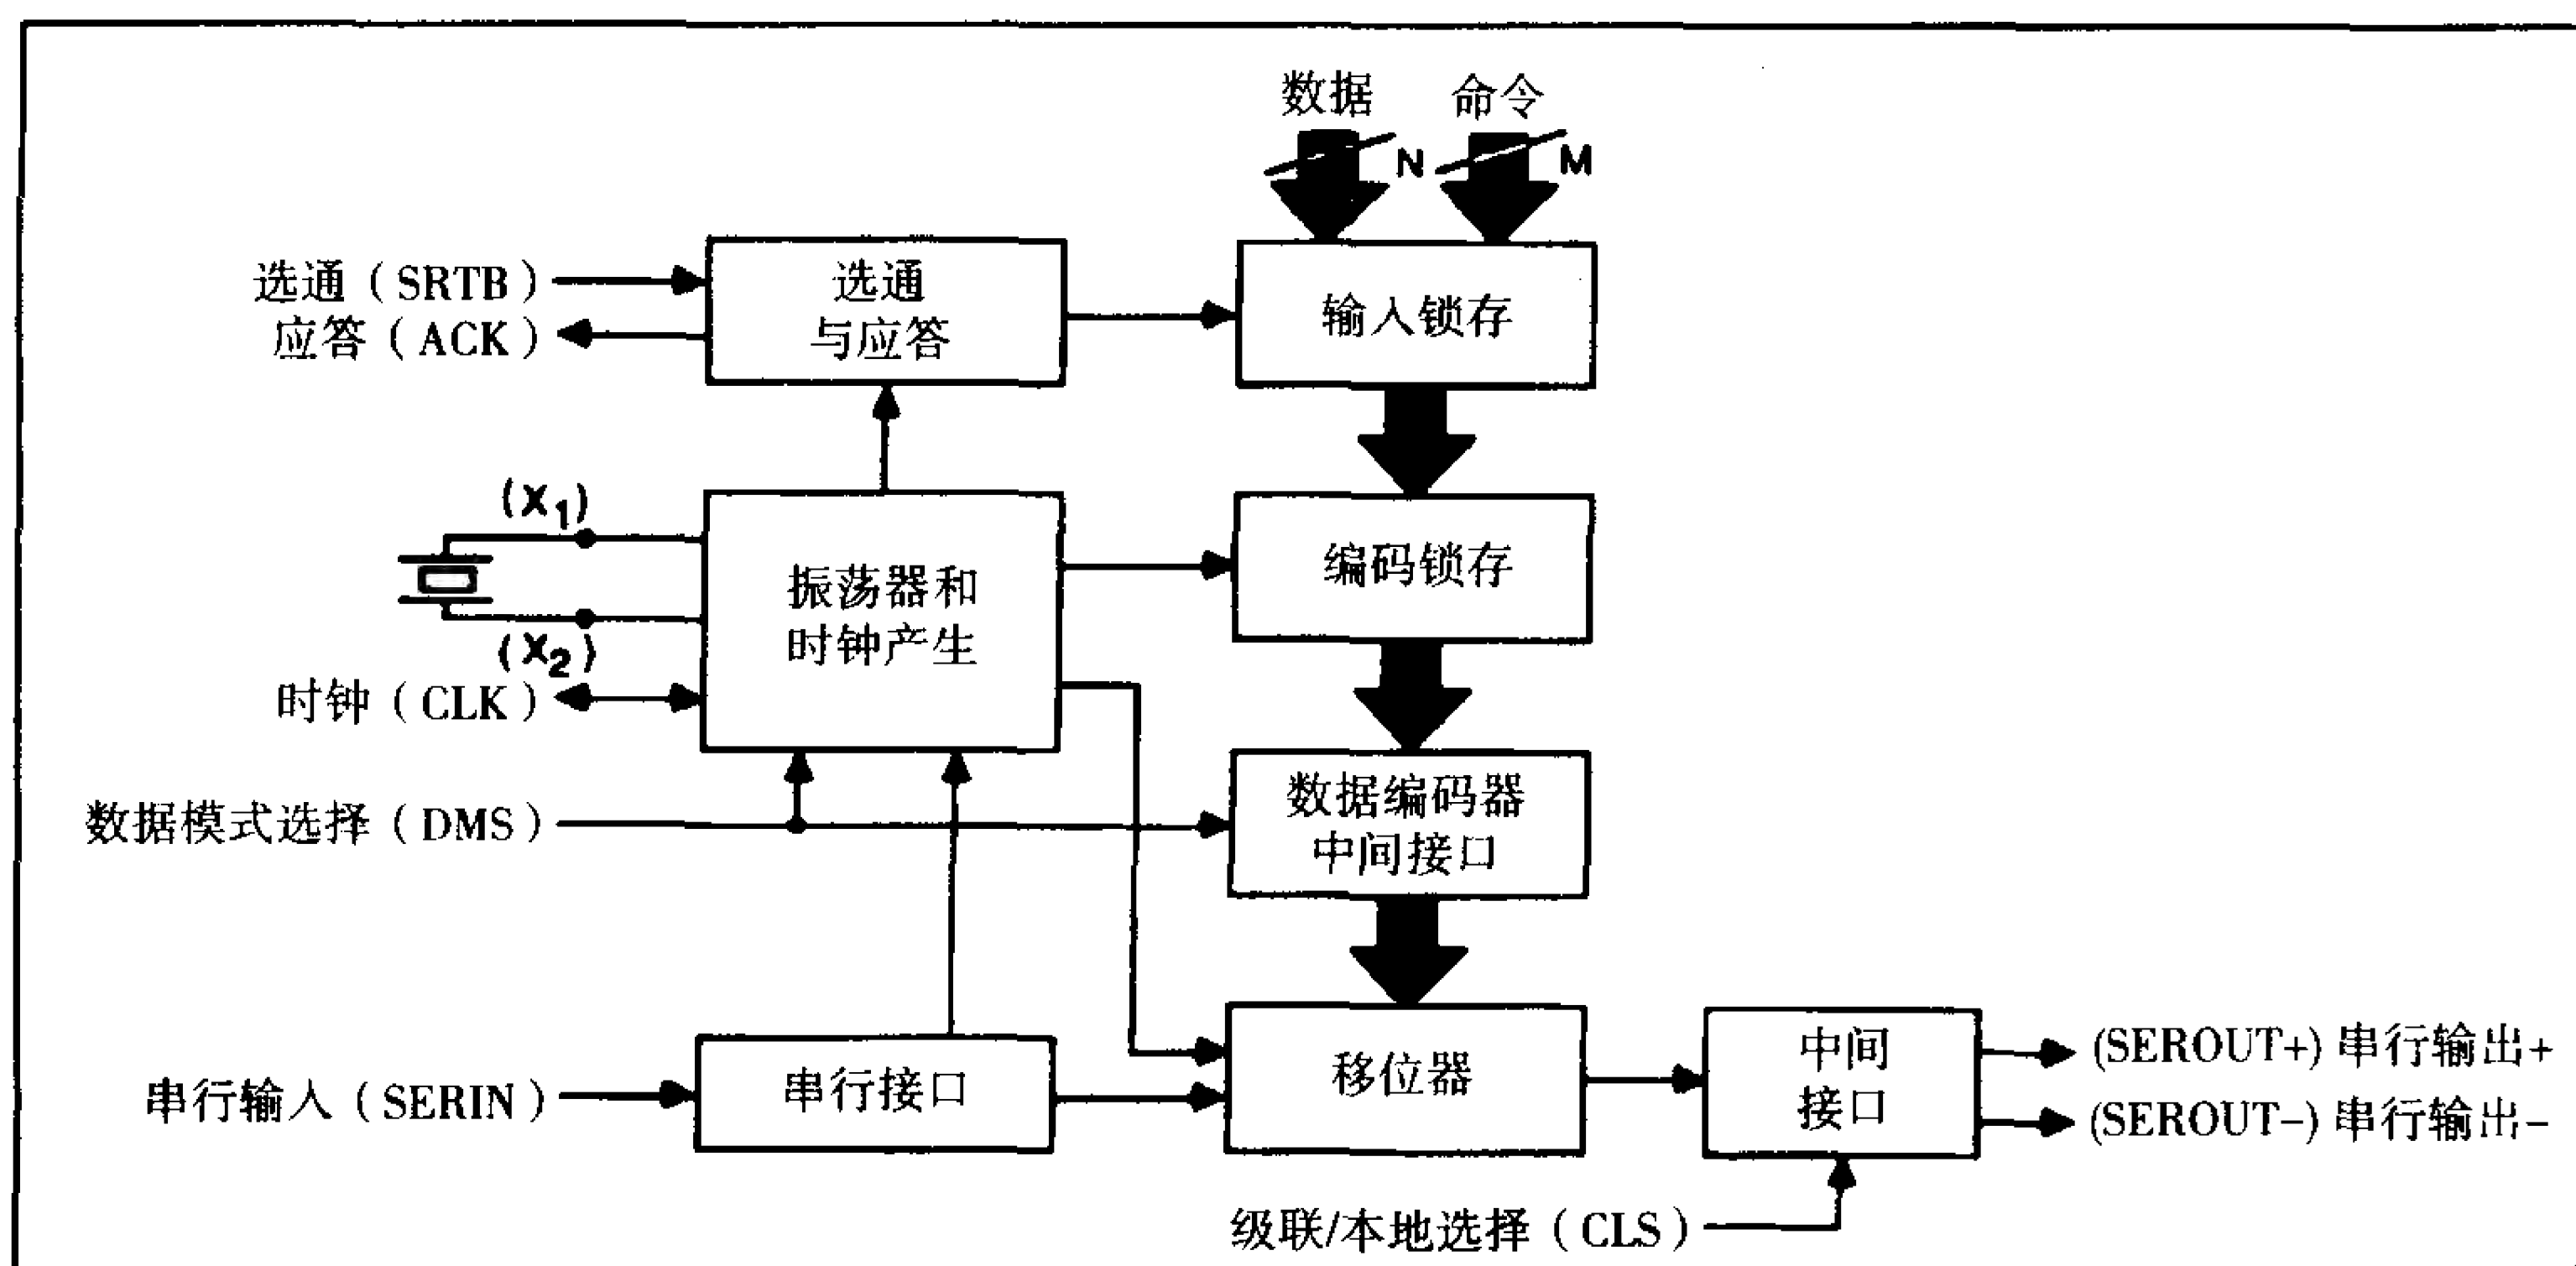 数据 命令
N M
选通（SRTB）
应答（ACK）
选通
与应答
输入锁存
(X₁)
(X₂)
时钟（CLK）
振荡器和
时钟产生
编码锁存
数据模式选择（DMS）
数据编码器
中间接口
串行输入（SERIN）
串行接口
移位器
中间
接口
(SEROUT+) 串行输出+
(SEROUT−) 串行输出−
级联/本地选择（CLS）